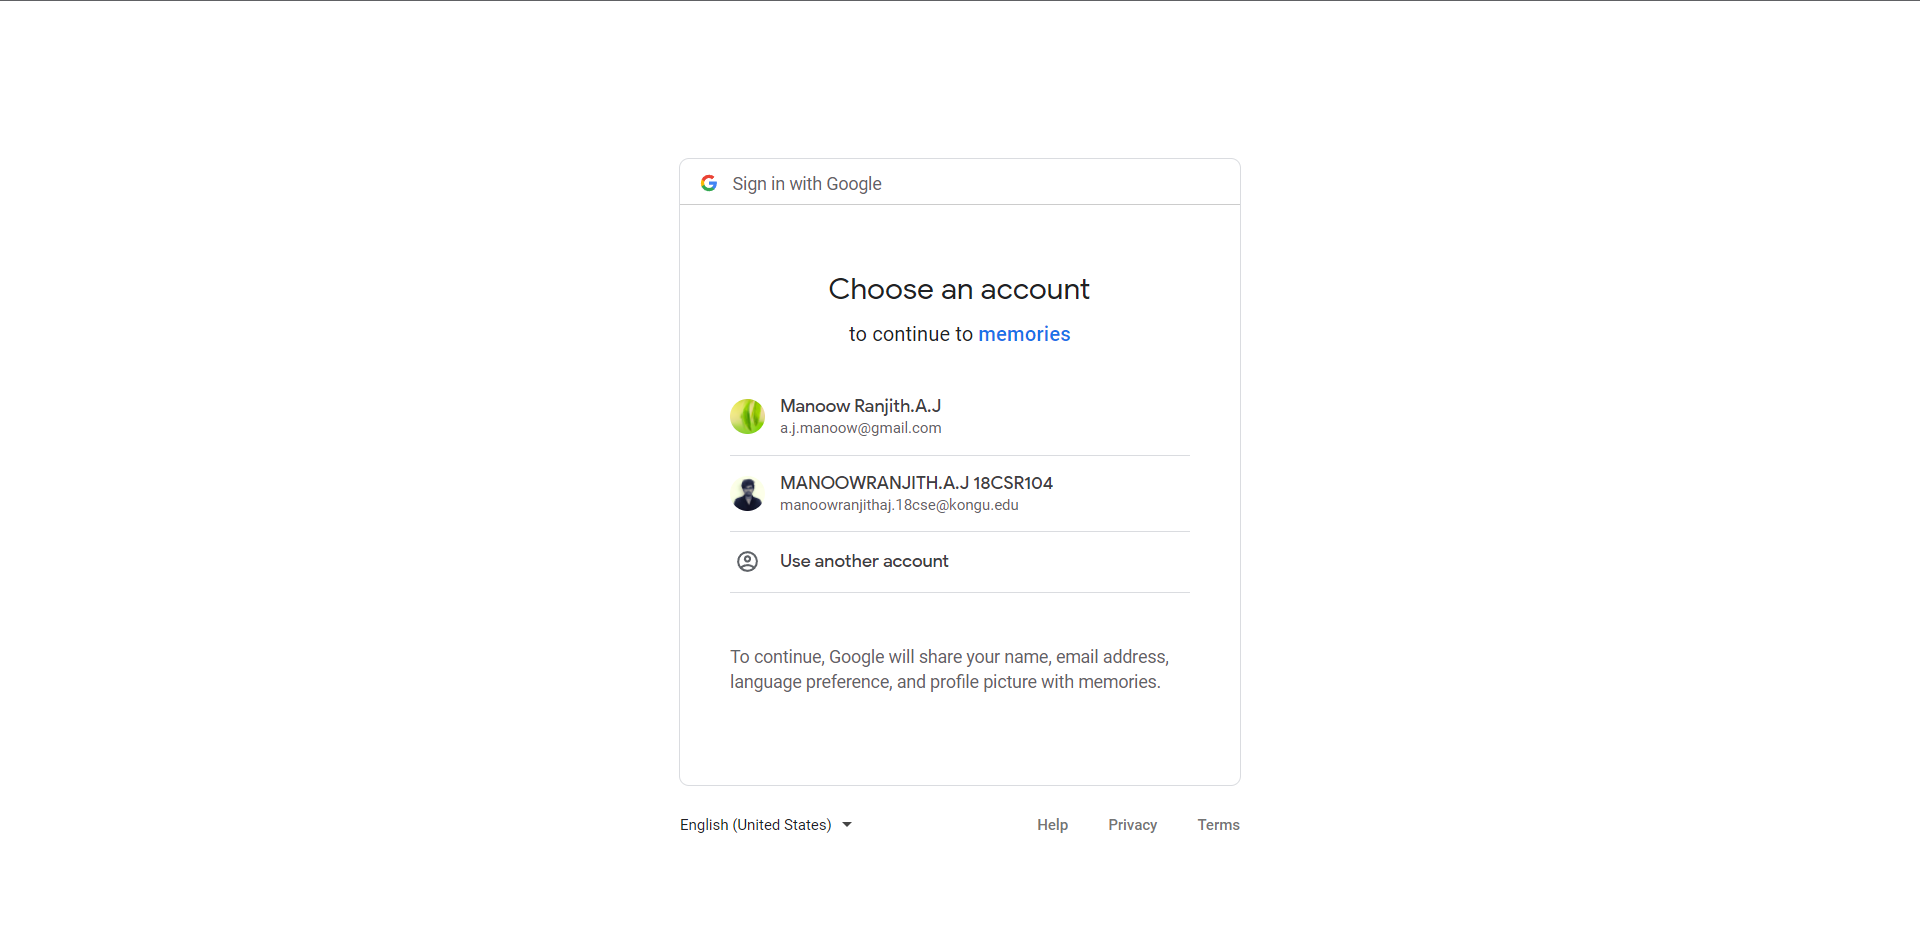 Sign in with Google
Choose an account
to continue to memories
Manoow Ranjith.A.J
a.j.manoow@gmail.com
MANOOWRANJITH.A.J 18CSR104
manoowranjithaj.18cse@kongu.edu
Use another account
To continue, Google will share your name, email address,
language preference, and profile picture with memories.
English (United States)
Help Privacy Terms